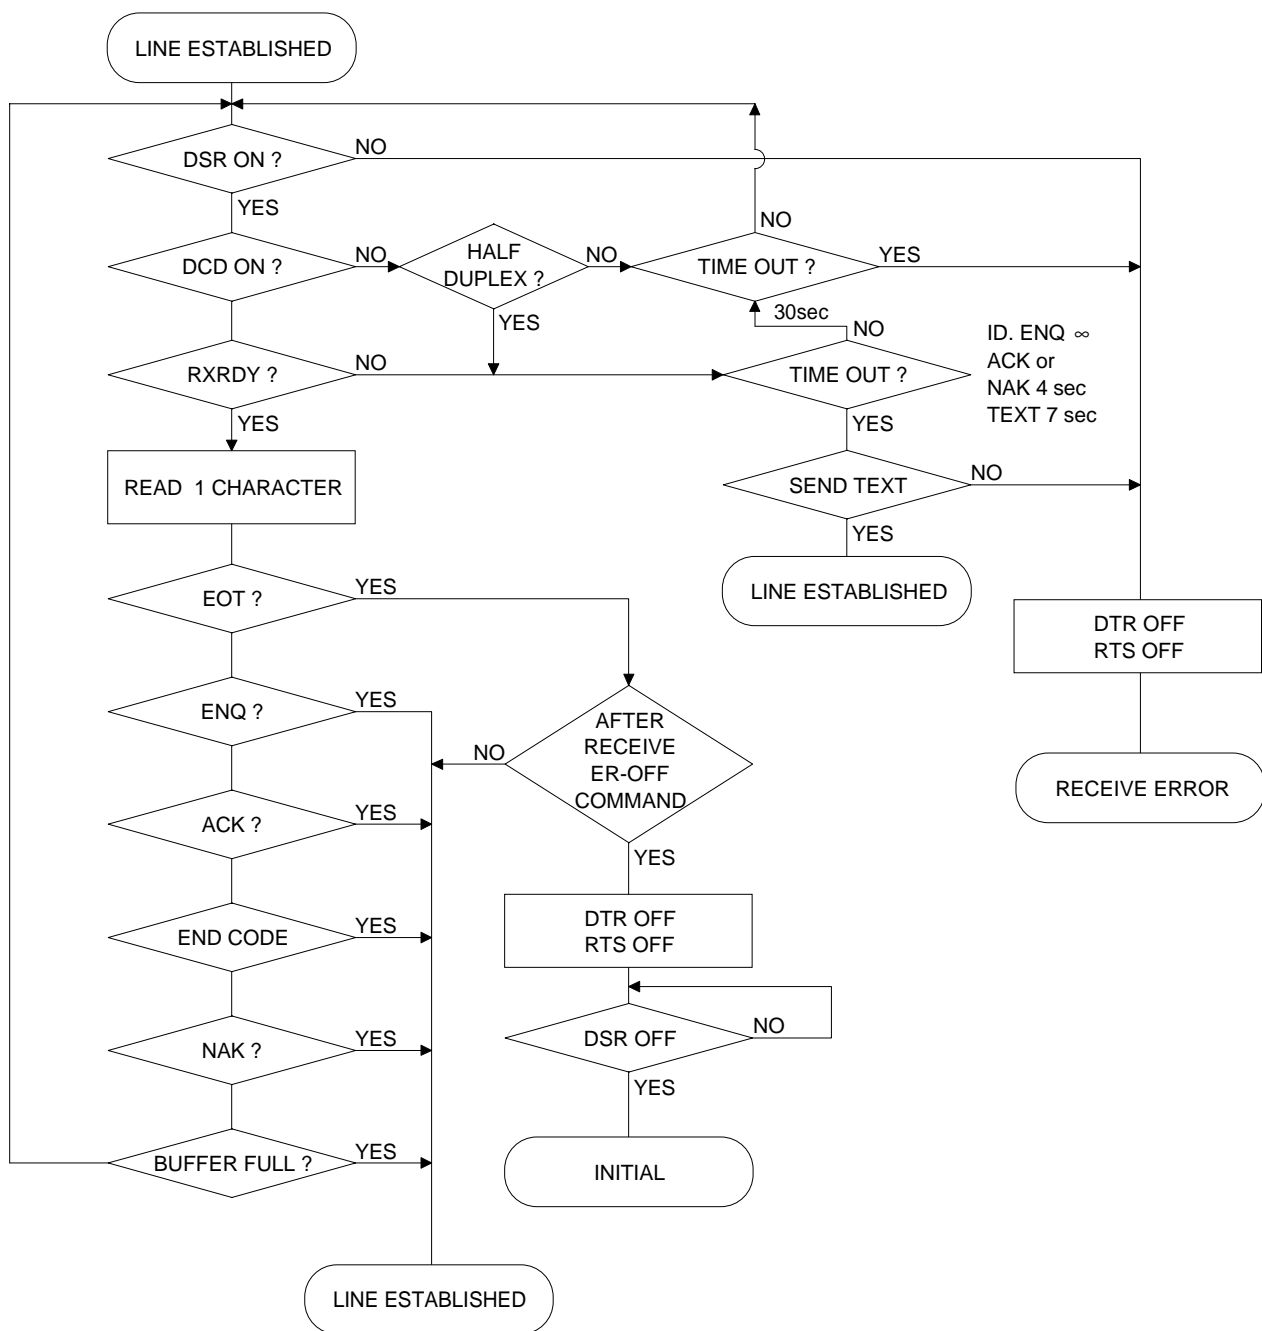 LINE ESTABLISHED
DSR ON ?
NO
YES
DCD ON ?
NO
HALF
DUPLEX ?
NO
YES
TIME OUT ?
NO
YES
30sec
RXRDY ?
NO
YES
TIME OUT ?
NO
YES
ID. ENQ ∞
ACK or
NAK 4 sec
TEXT 7 sec
READ 1 CHARACTER
SEND TEXT
NO
YES
LINE ESTABLISHED
EOT ?
YES
DTR OFF
RTS OFF
ENQ ?
YES
AFTER
RECEIVE
ER-OFF
COMMAND
NO
YES
RECEIVE ERROR
ACK ?
YES
END CODE
YES
DTR OFF
RTS OFF
NAK ?
YES
DSR OFF
NO
YES
BUFFER FULL ?
YES
INITIAL
LINE ESTABLISHED